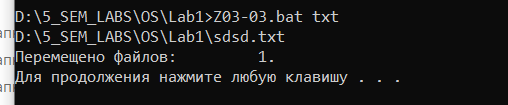 D:\5_SEM_LABS\OS\Lab1>Z03-03.bat txt
D:\5_SEM_LABS\OS\Lab1\sdsd.txt
Перемещено файлов:         1.
Для продолжения нажмите любую клавишу . . .